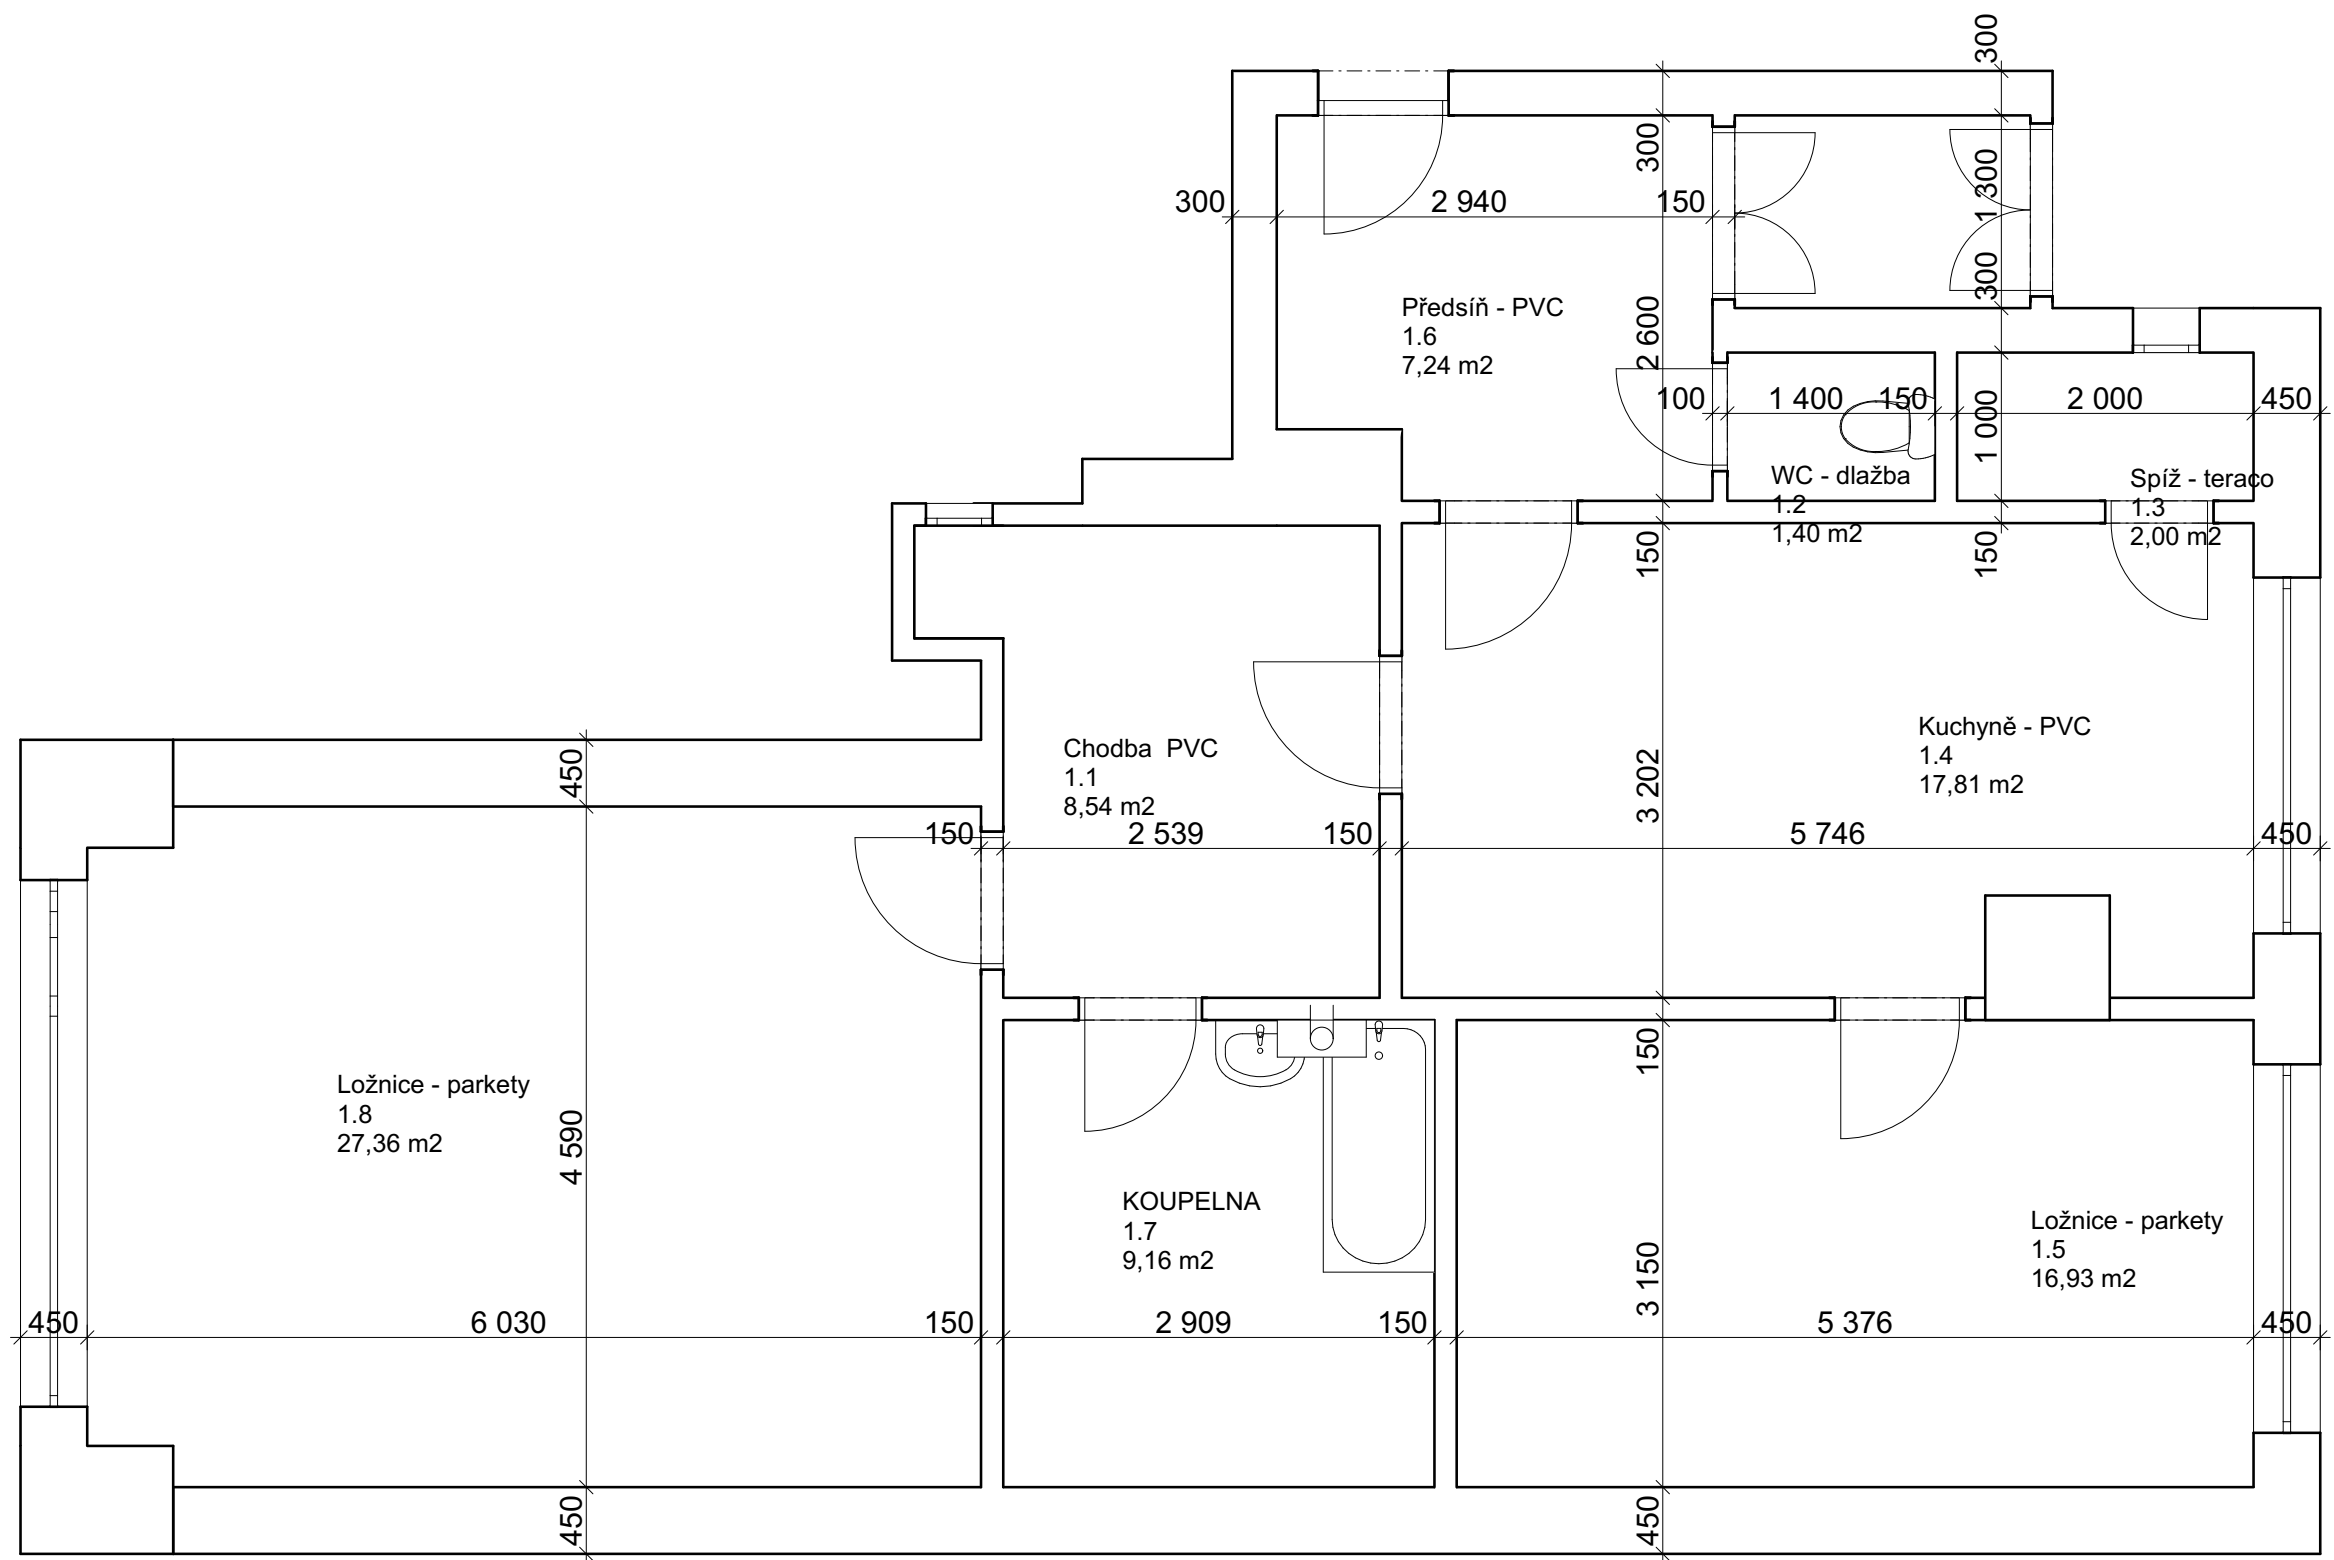 300
300
1 300
300
2 940
150
300
Předsíň - PVC
1.6
7,24 m2
2 600
100
1 400
150
1 000
2 000
450
WC - dlažba
1.2
1,40 m2
Spíž - teraco
1.3
2,00 m2
150
150
Chodba  PVC
1.1
8,54 m2
Kuchyně - PVC
1.4
17,81 m2
450
3 202
150
2 539
150
5 746
450
150
Ložnice - parkety
1.8
27,36 m2
4 590
KOUPELNA
1.7
9,16 m2
3 150
Ložnice - parkety
1.5
16,93 m2
450
6 030
150
2 909
150
5 376
450
450
450